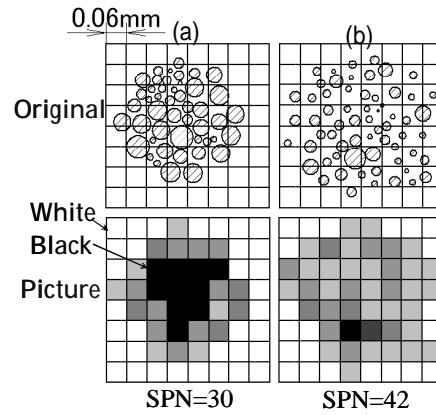 0.06mm
(a)
(b)
Original
White
Black
Picture
SPN=30
SPN=42